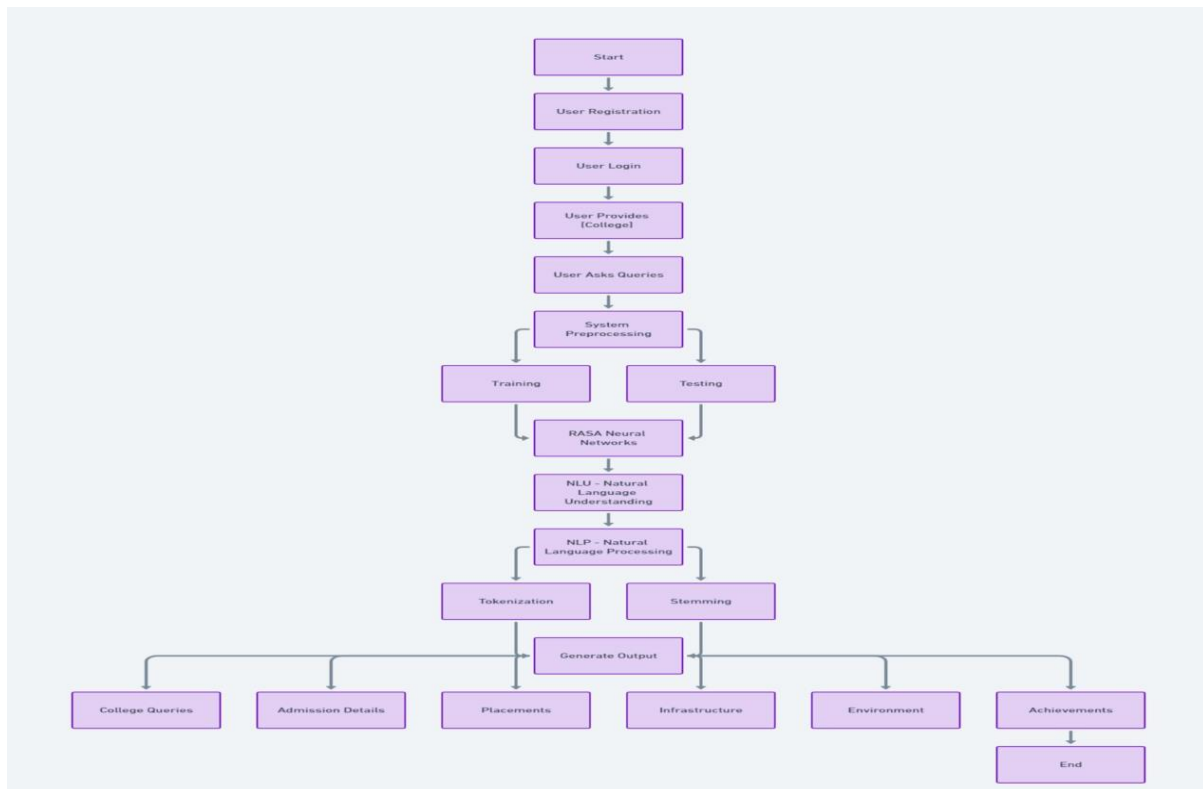 Start
User Registration
User Login
User Provides
[College]
User Asks Queries
System
Preprocessing
Training
Testing
RASA Neural
Networks
NLU - Natural
Language
Understanding
NLP - Natural
Language Processing
Tokenization
Stemming
Generate Output
College Queries
Admission Details
Placements
Infrastructure
Environment
Achievements
End